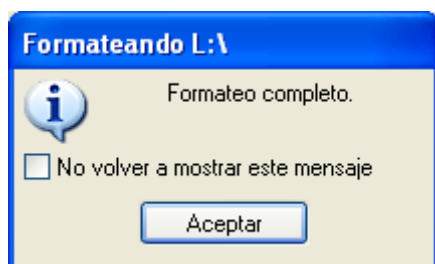 Formateando L:\
Formateo completo.
No volver a mostrar este mensaje
Aceptar